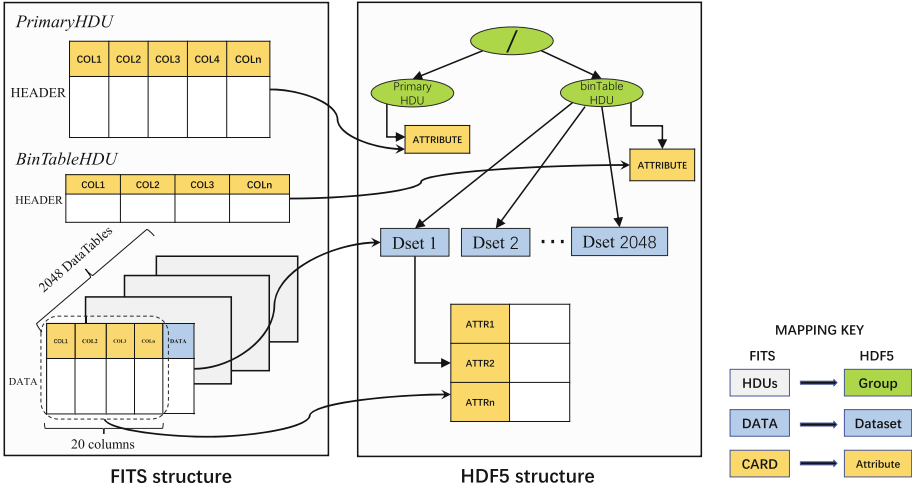 PrimaryHDU
COL1 COL2 COL3 COL4 COLn
HEADER
BinTableHDU
COL1 COL2 COL3 COLn
HEADER
2048 DataTables
COL1 COL2 COL3 COLn DATA
DATA
20 columns
FITS structure
/
Primary
HDU
binTable
HDU
ATTRIBUTE
ATTRIBUTE
Dset 1
Dset 2
...
Dset 2048
ATTR1
ATTR2
ATTRn
HDF5 structure
MAPPING KEY
FITS HDF5
HDUs Group
DATA Dataset
CARD Attribute